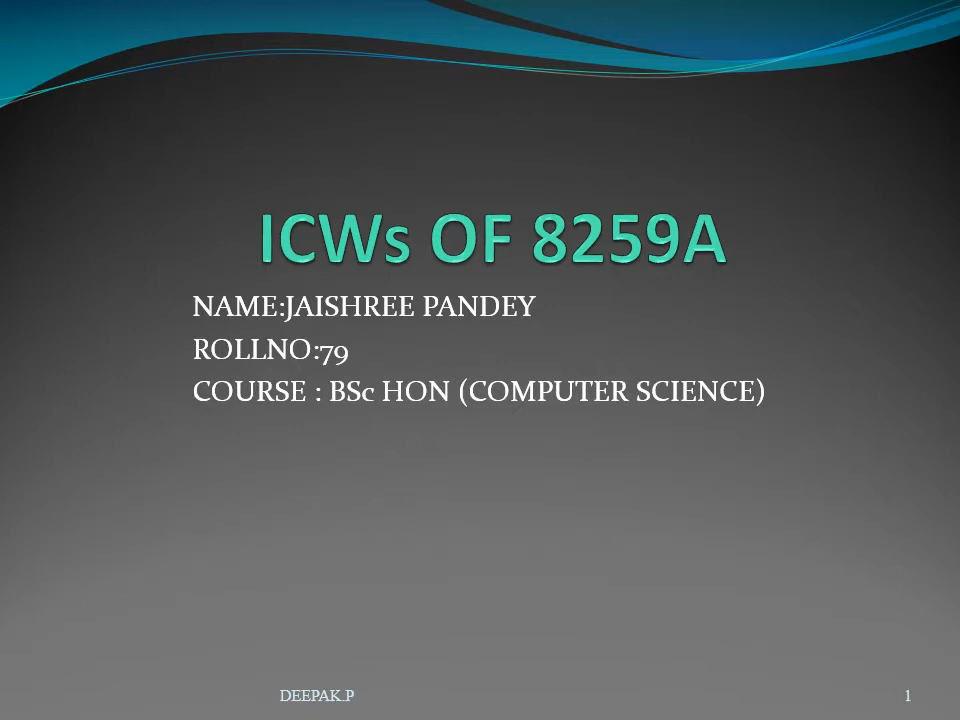 ICWs OF 8259A
NAME:JAISHREE PANDEY
ROLLNO:79
COURSE : BSc HON (COMPUTER SCIENCE)
DEEPAK.P
1